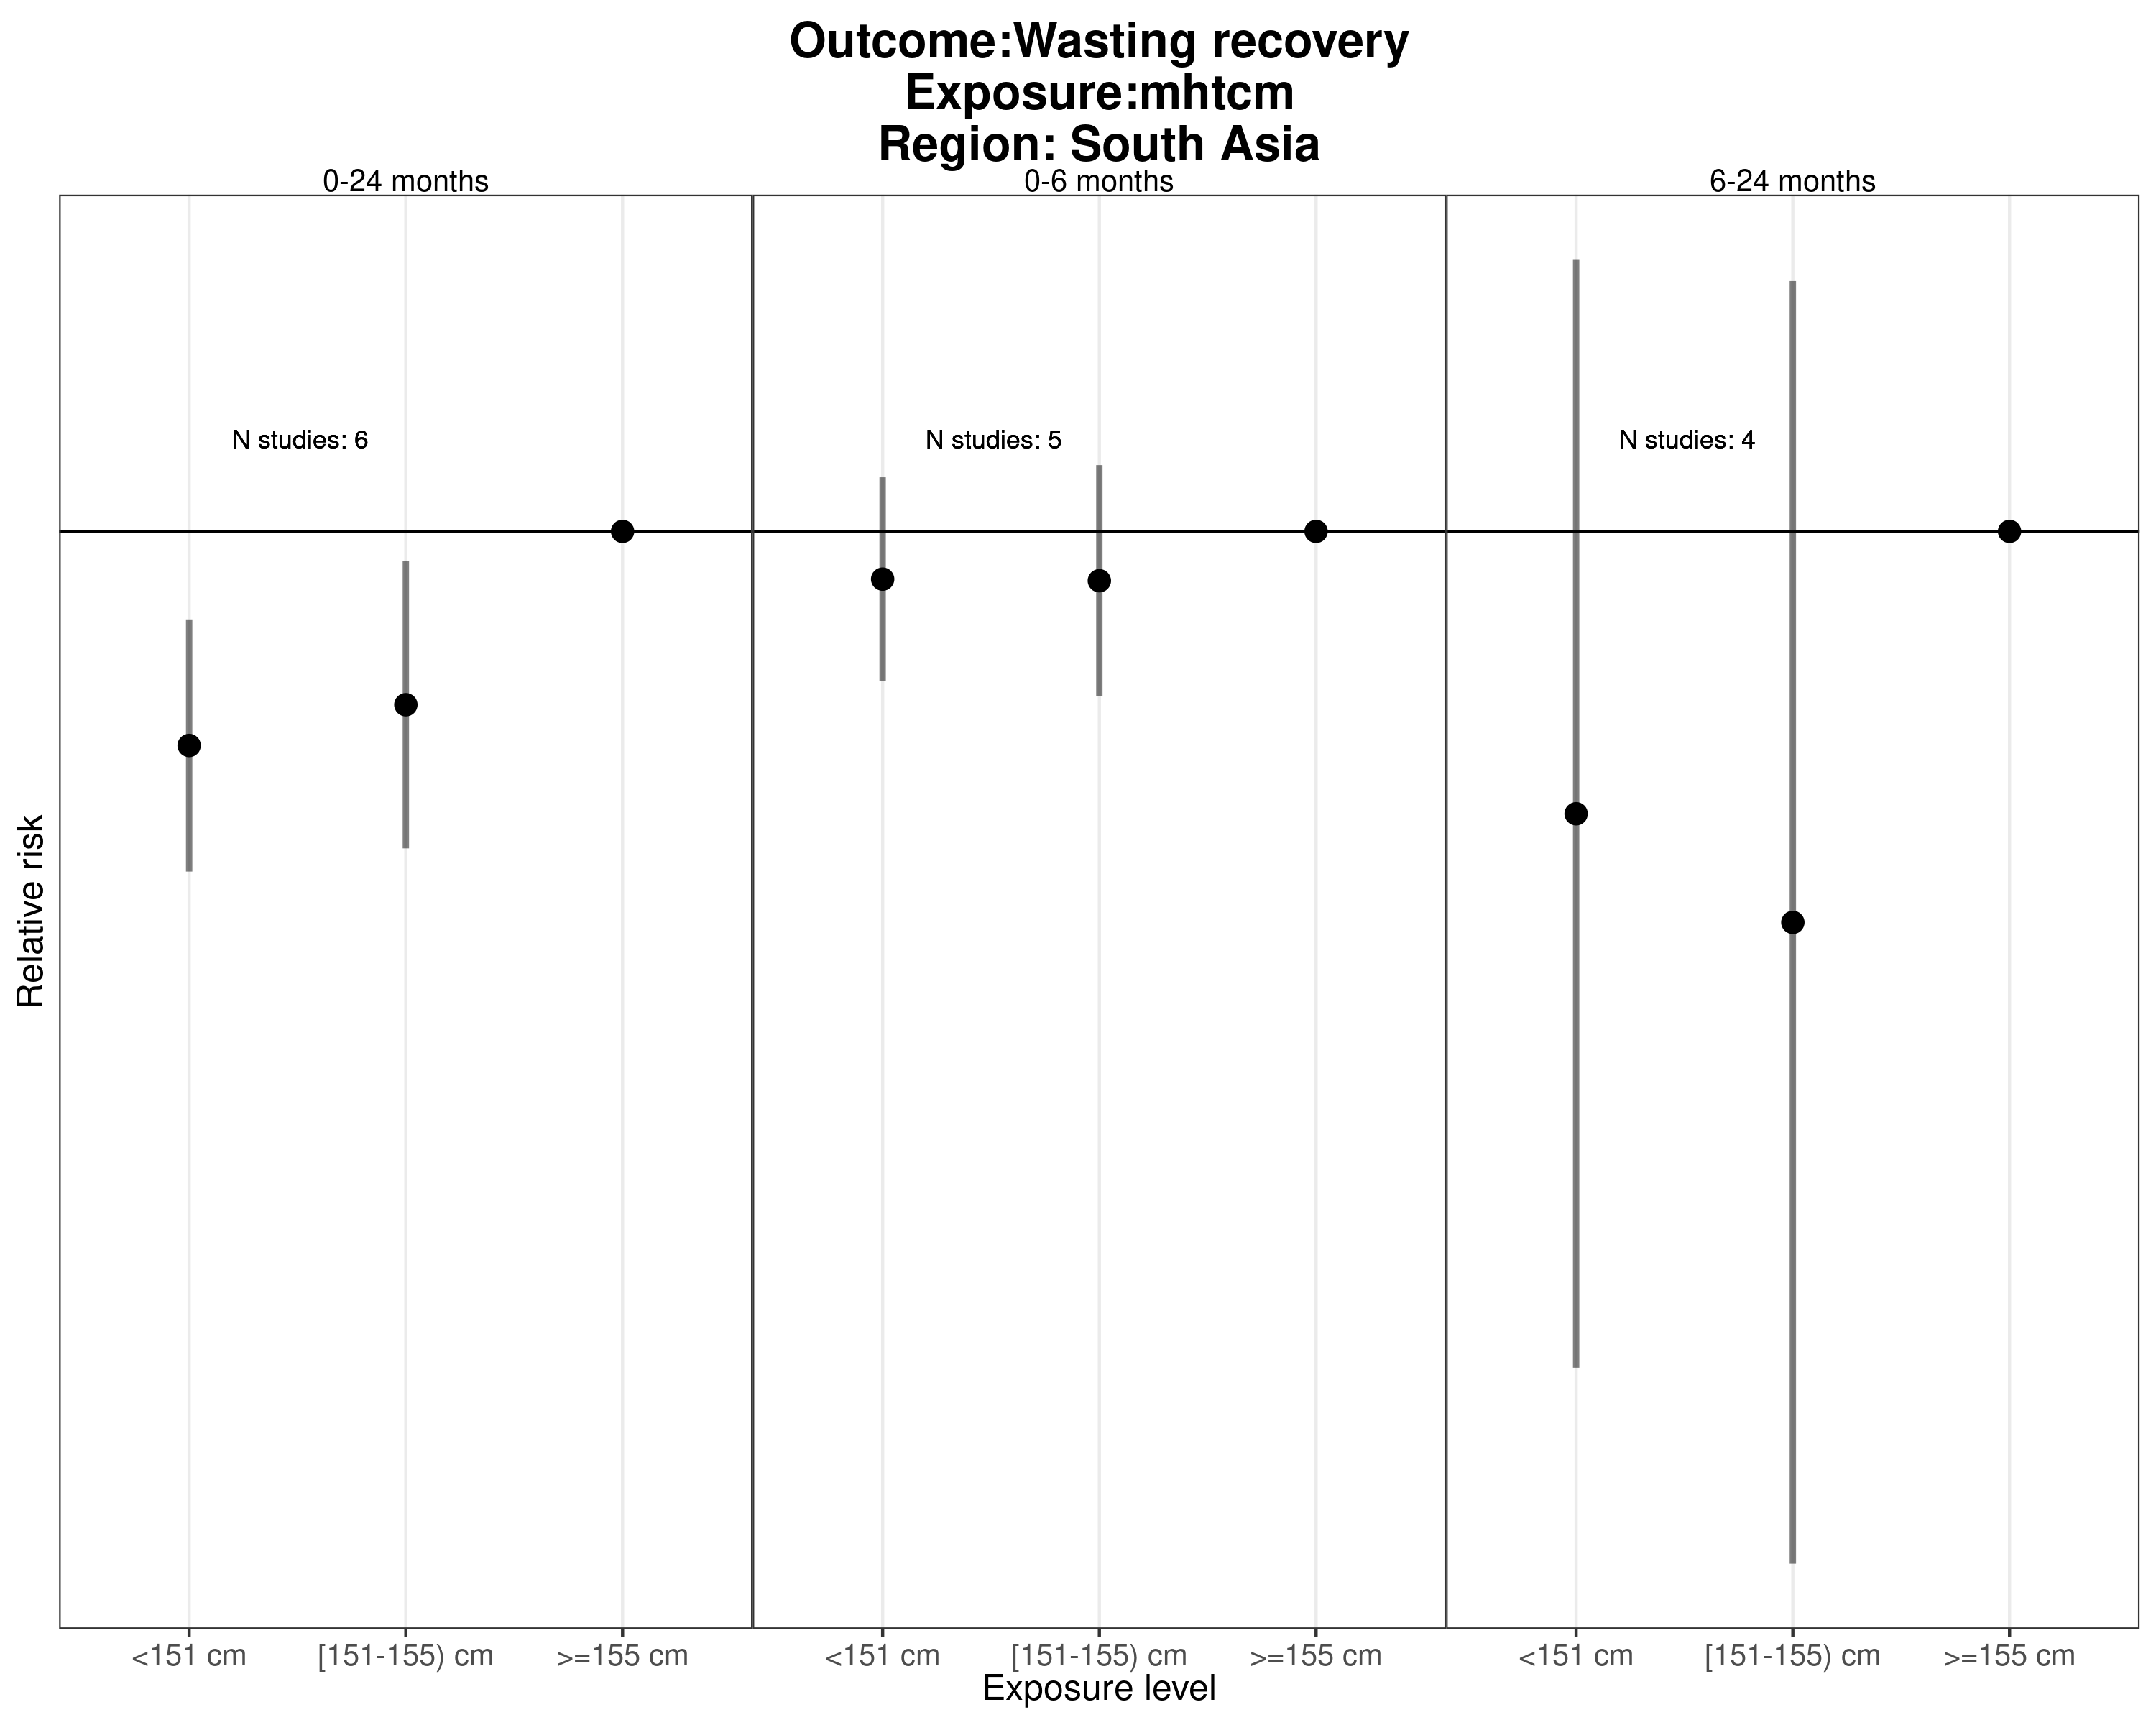 Outcome:Wasting recovery
Exposure:mhtcm
Region: South Asia
0-24 months
0-6 months
6-24 months
N studies: 6
N studies: 5
N studies: 4
Relative risk
<151 cm
[151-155) cm
>=155 cm
<151 cm
[151-155) cm
>=155 cm
<151 cm
[151-155) cm
>=155 cm
Exposure level